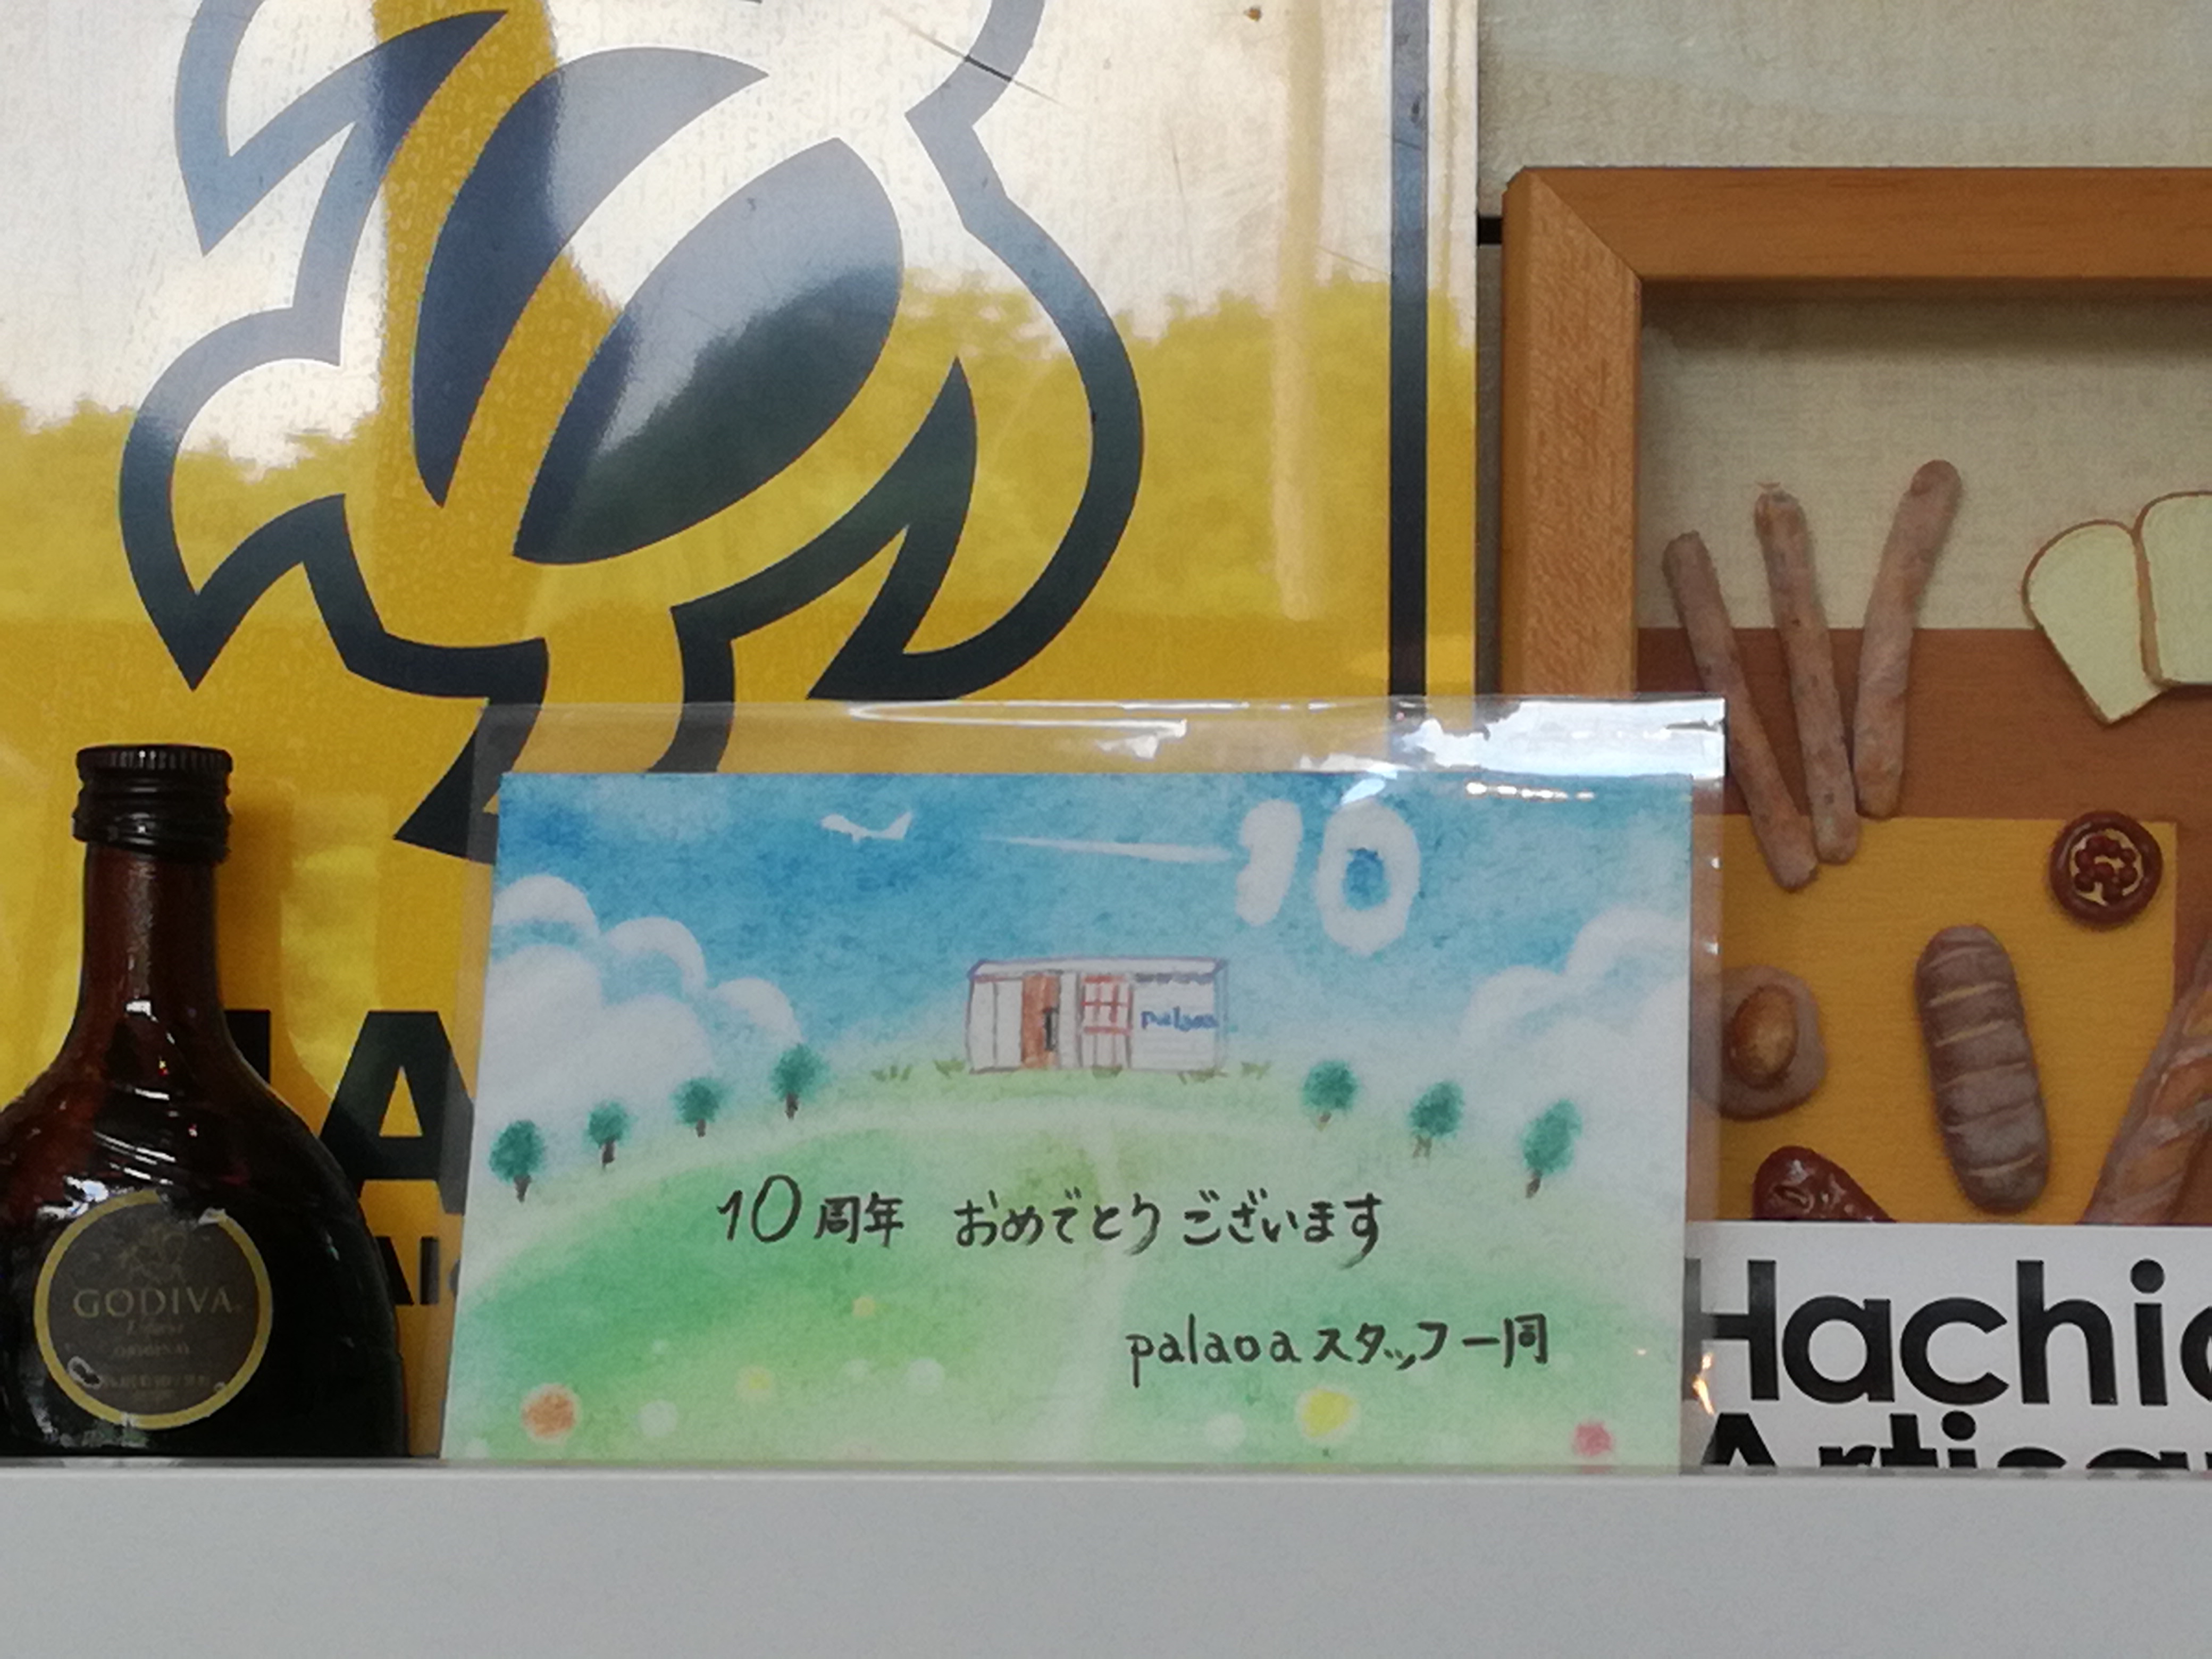 10
palaoa
10周年 おめでとうございます
palaoaスタッフ一同
GODIVA
ORIGINAL
Hachi